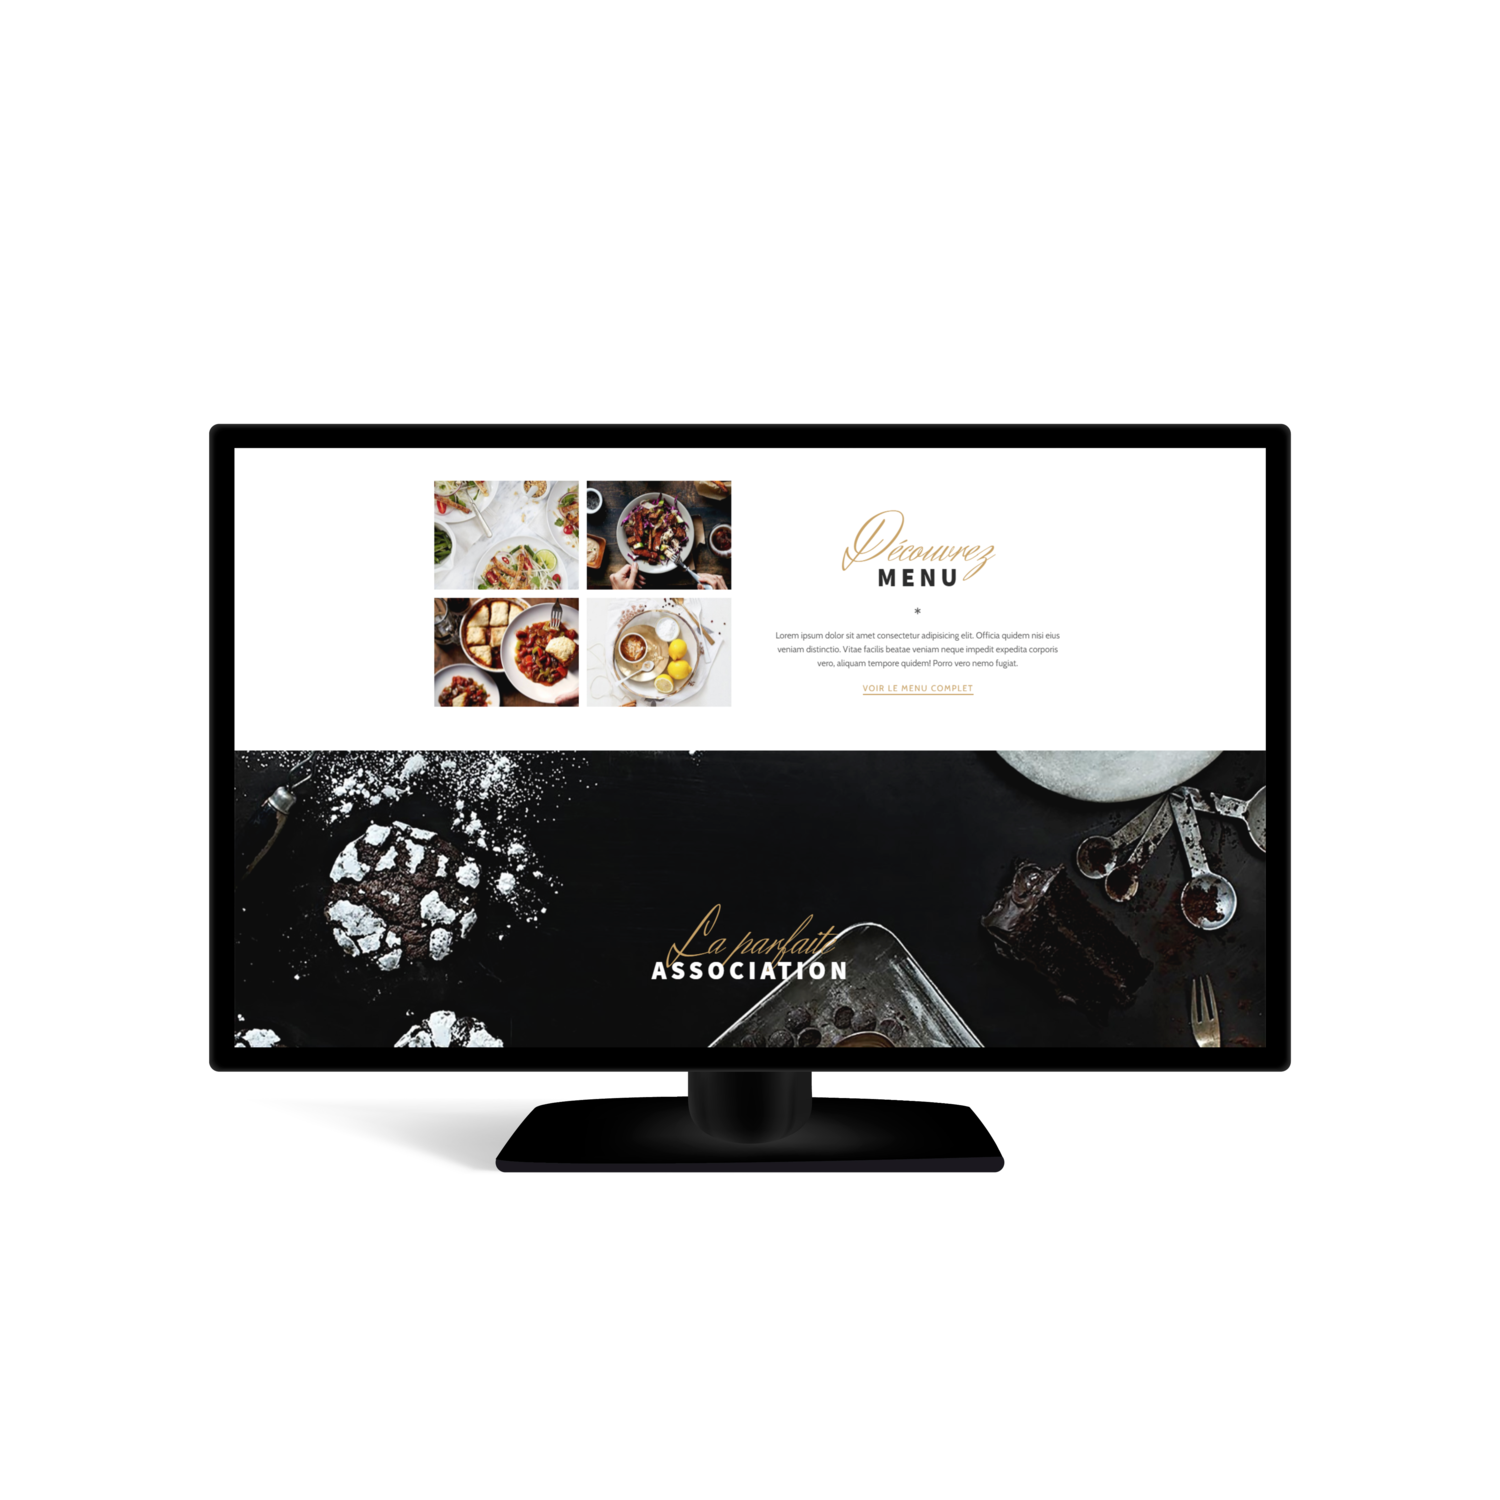 Découvrez
MENU
*
Lorem ipsum dolor sit amet consectetur adipisicing elit. Officia quidem nisi eius
veniam distinctio. Vitae facilis beatae veniam neque impedit expedita corporis
vero, aliquam tempore quidem! Porro vero nemo fugiat.
VOIR LE MENU COMPLET
La parfaite
ASSOCIATION